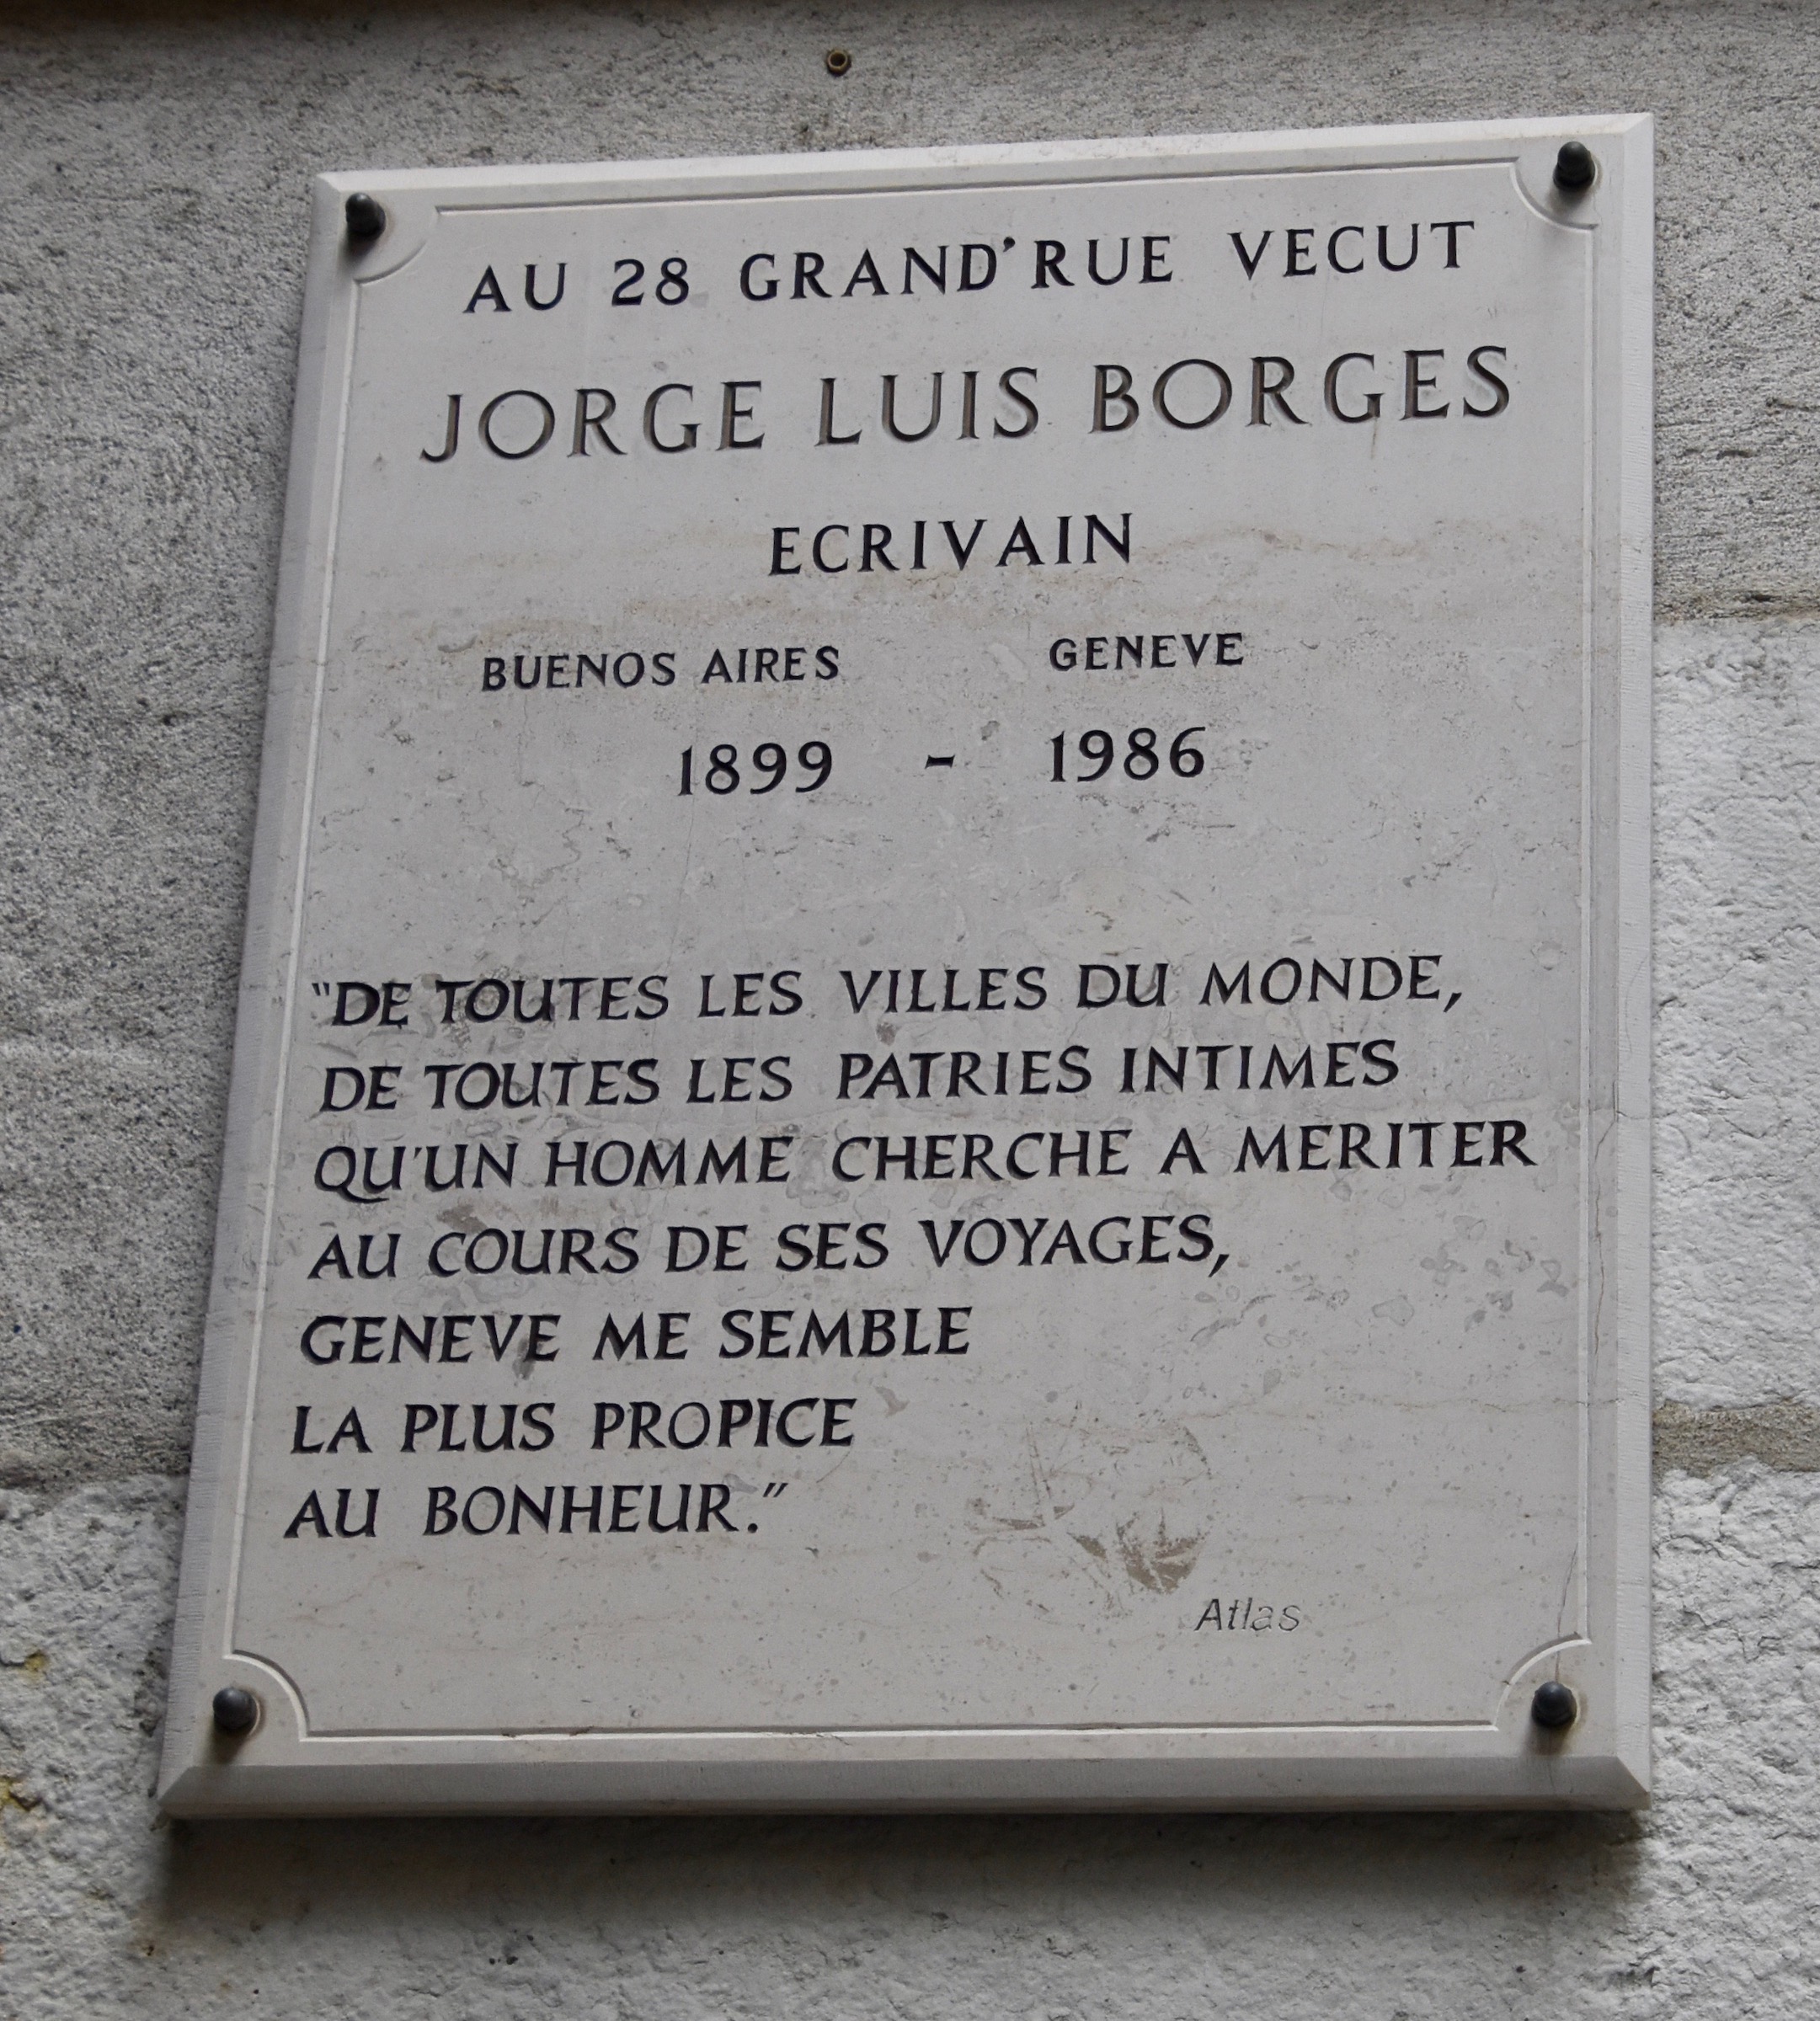 AU 28 GRAND'RUE VECUT
JORGE LUIS BORGES
ECRIVAIN
BUENOS AIRES GENEVE
1899 - 1986
"DE TOUTES LES VILLES DU MONDE,
DE TOUTES LES PATRIES INTIMES
QU'UN HOMME CHERCHE A MERITER
AU COURS DE SES VOYAGES,
GENEVE ME SEMBLE
LA PLUS PROPICE
AU BONHEUR."
Atlas